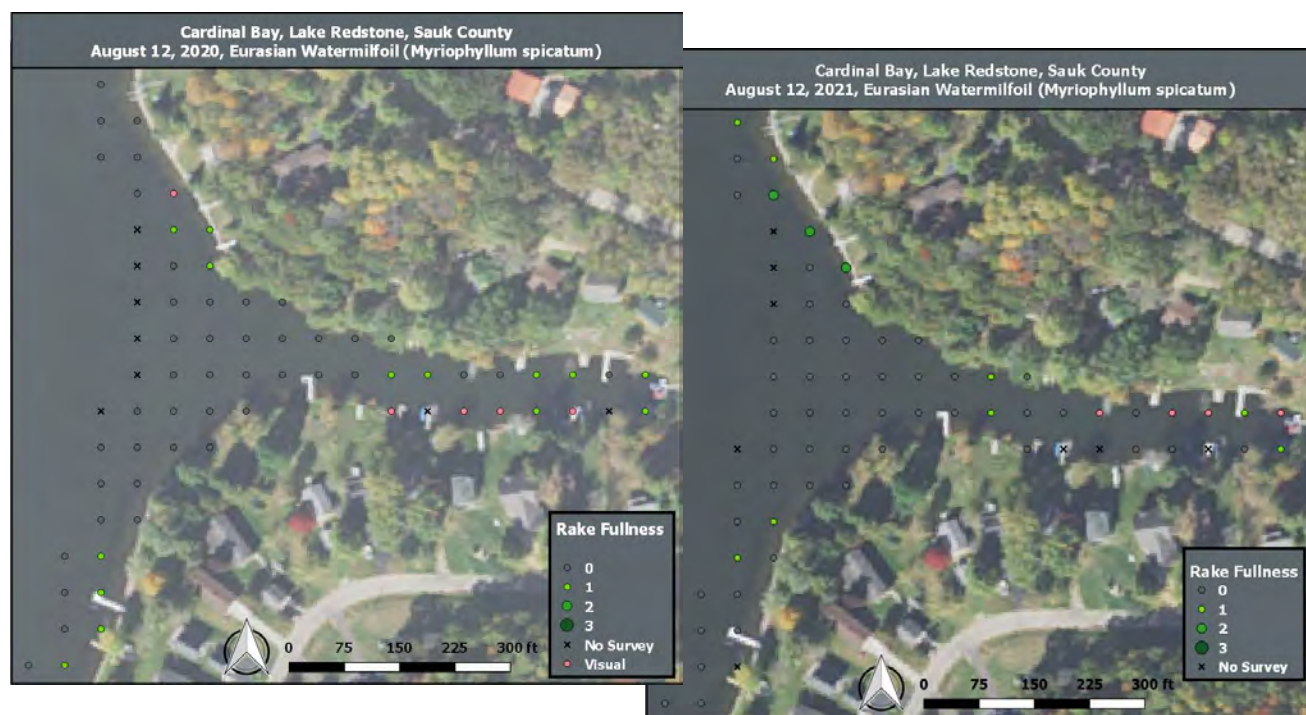 Cardinal Bay, Lake Redstone, Sauk County
August 12, 2020, Eurasian Watermilfoil (Myriophyllum spicatum)
Rake Fullness
0
1
2
3
No Survey
Visual
0 75 150 225 300 ft
Cardinal Bay, Lake Redstone, Sauk County
August 12, 2021, Eurasian Watermilfoil (Myriophyllum spicatum)
Rake Fullness
0
1
2
3
No Survey
0 75 150 225 300 ft